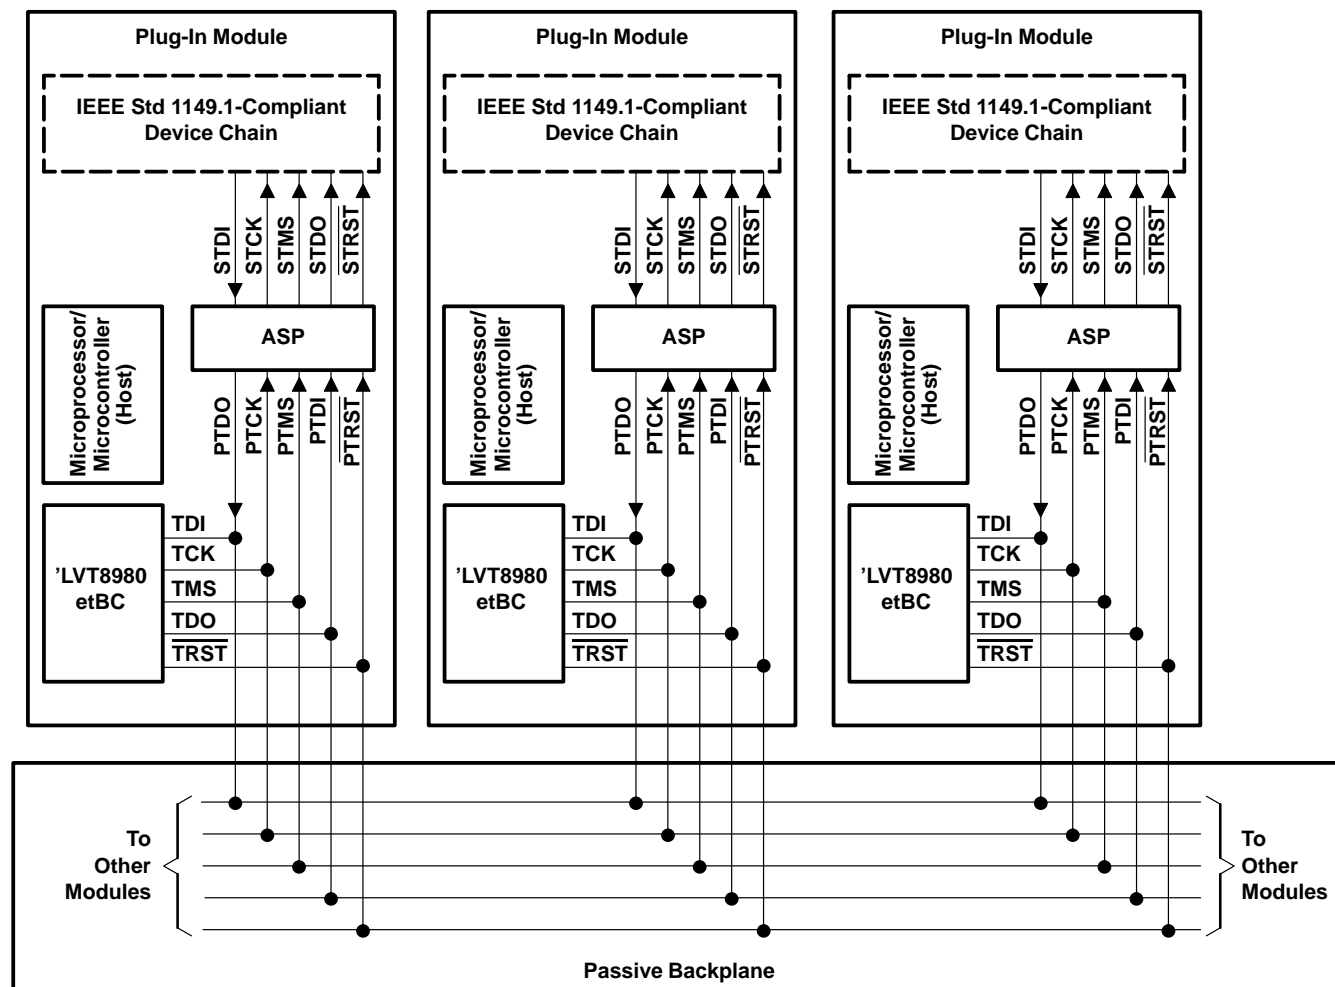 Plug-In Module
IEEE Std 1149.1-Compliant
Device Chain
STDI
STCK
STMS
STDO
STRST
Microprocessor/
Microcontroller
(Host)
ASP
PTDO
PTCK
PTMS
PTDI
PTRST
’LVT8980
etBC
TDI
TCK
TMS
TDO
TRST
Plug-In Module
IEEE Std 1149.1-Compliant
Device Chain
STDI
STCK
STMS
STDO
STRST
Microprocessor/
Microcontroller
(Host)
ASP
PTDO
PTCK
PTMS
PTDI
PTRST
’LVT8980
etBC
TDI
TCK
TMS
TDO
TRST
Plug-In Module
IEEE Std 1149.1-Compliant
Device Chain
STDI
STCK
STMS
STDO
STRST
Microprocessor/
Microcontroller
(Host)
ASP
PTDO
PTCK
PTMS
PTDI
PTRST
’LVT8980
etBC
TDI
TCK
TMS
TDO
TRST
To
Other
Modules
To
Other
Modules
Passive Backplane